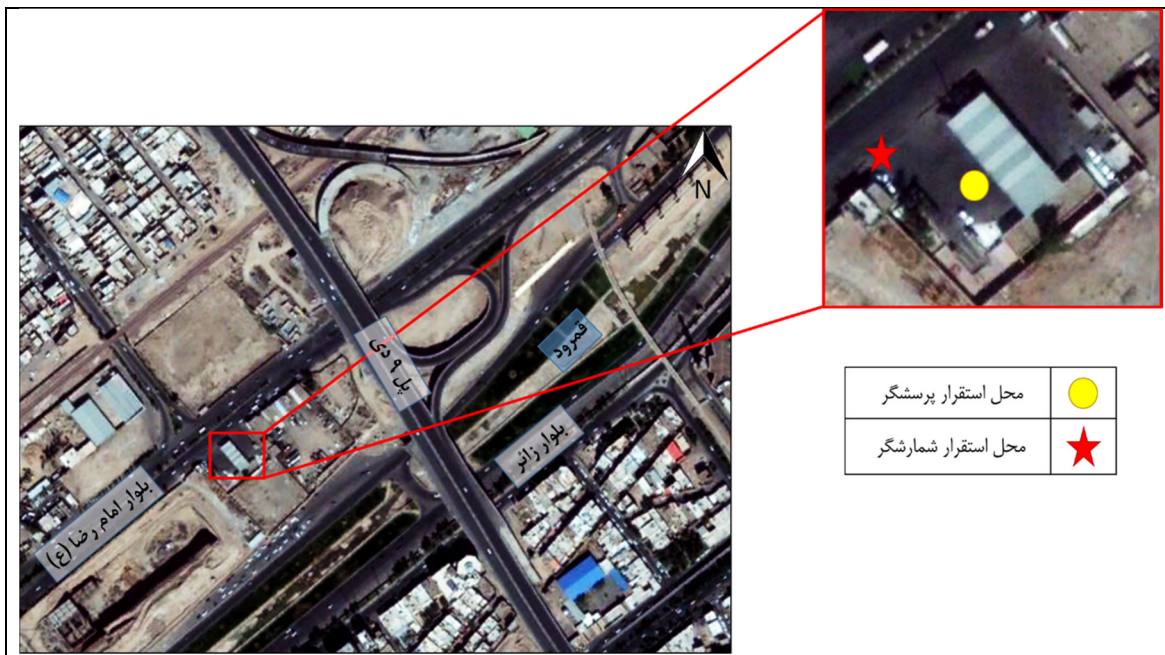 N
پل ۹ دی
قمرود
بلوار زائر
بلوار امام رضا (ع)
محل استقرار پرسشگر
محل استقرار شمارشگر